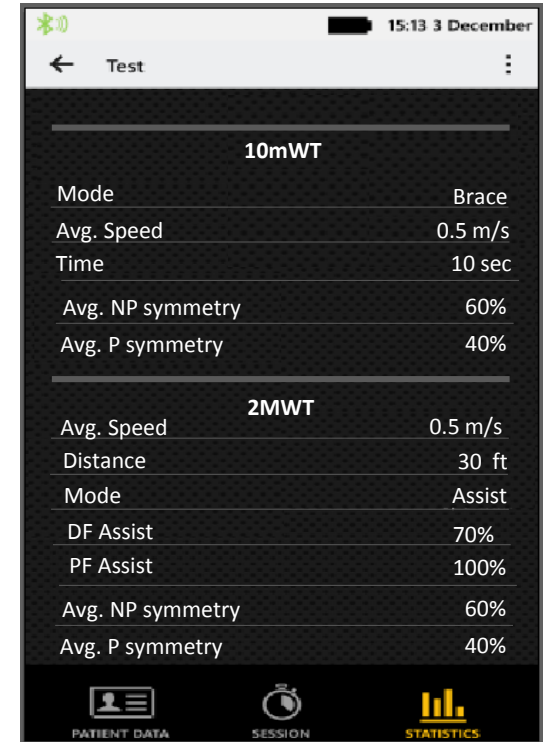 15:13 3 December
Test
10mWT
Mode Brace
Avg. Speed 0.5 m/s
Time 10 sec
Avg. NP symmetry 60%
Avg. P symmetry 40%
2MWT
Avg. Speed 0.5 m/s
Distance 30 ft
Mode Assist
DF Assist 70%
PF Assist 100%
Avg. NP symmetry 60%
Avg. P symmetry 40%
PATIENT DATA SESSION STATISTICS